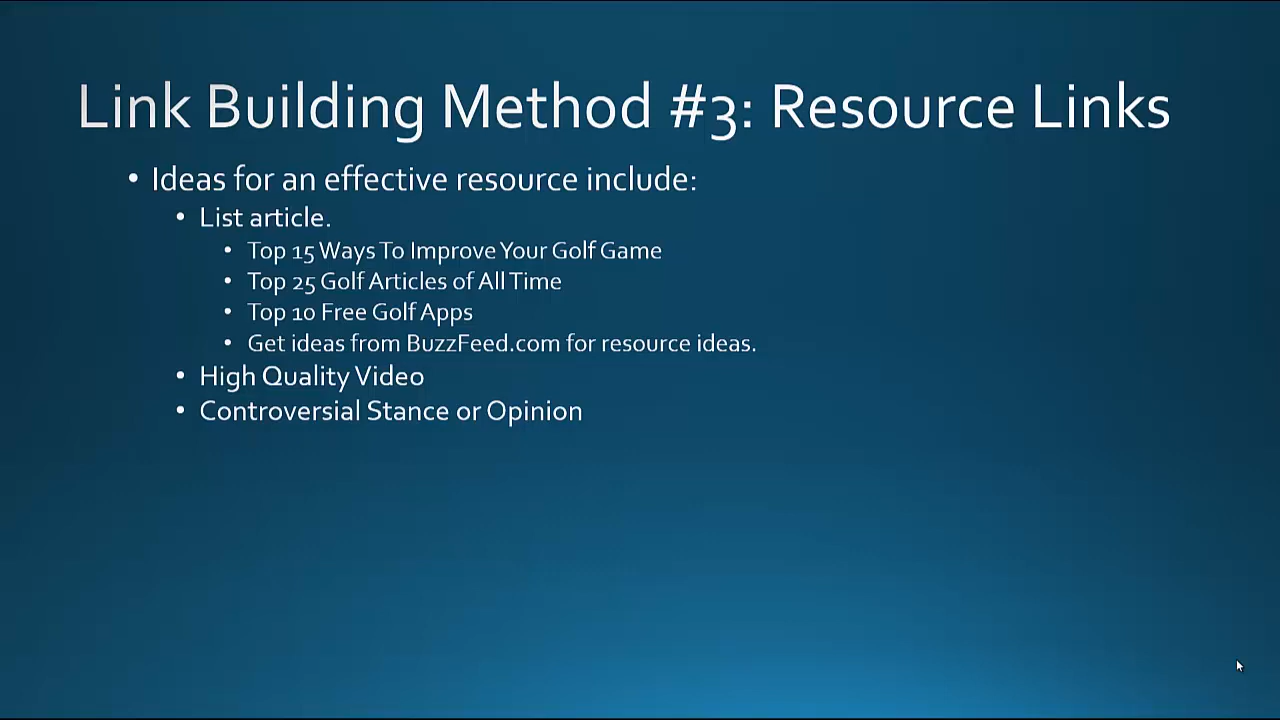 Link Building Method #3: Resource Links
• Ideas for an effective resource include:
• List article.
• Top 15 Ways To Improve Your Golf Game
• Top 25 Golf Articles of All Time
• Top 10 Free Golf Apps
• Get ideas from BuzzFeed.com for resource ideas.
• High Quality Video
• Controversial Stance or Opinion